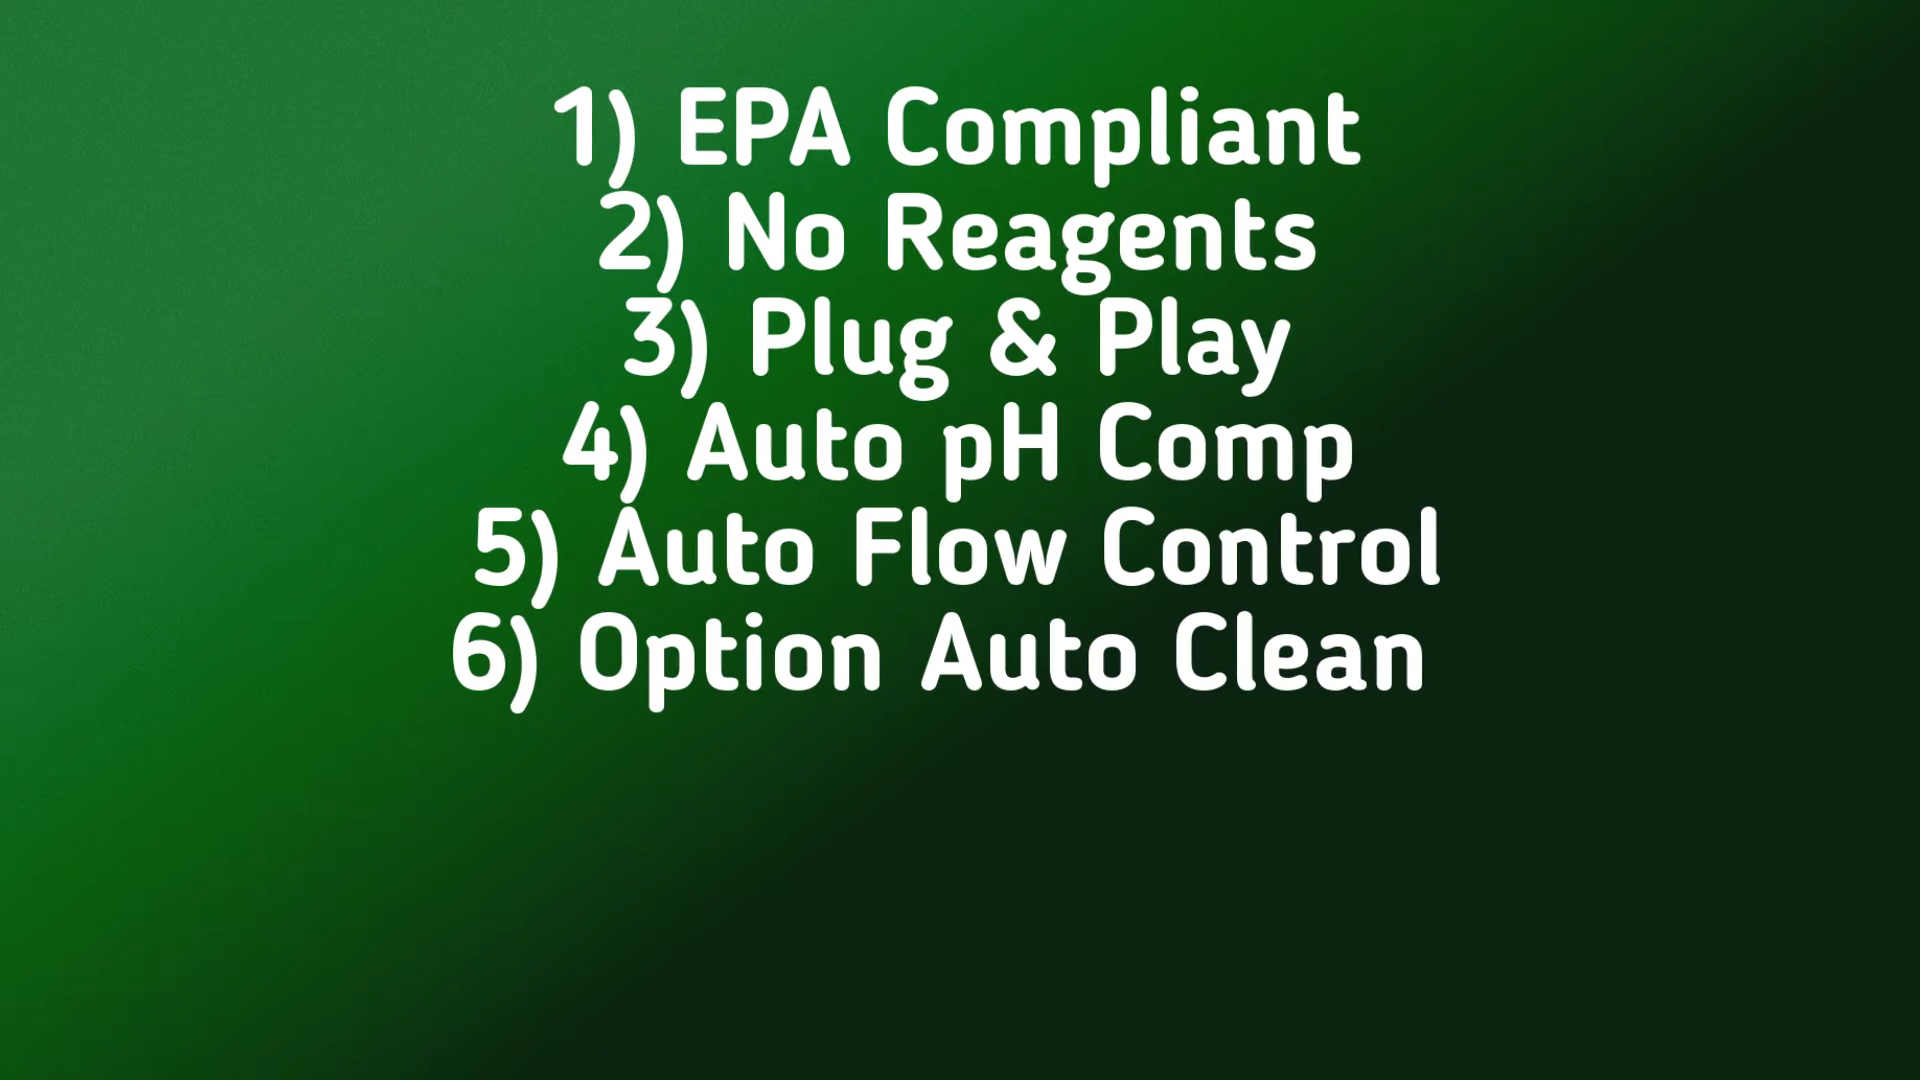 1) EPA Compliant
2) No Reagents
3) Plug & Play
4) Auto pH Comp
5) Auto Flow Control
6) Option Auto Clean